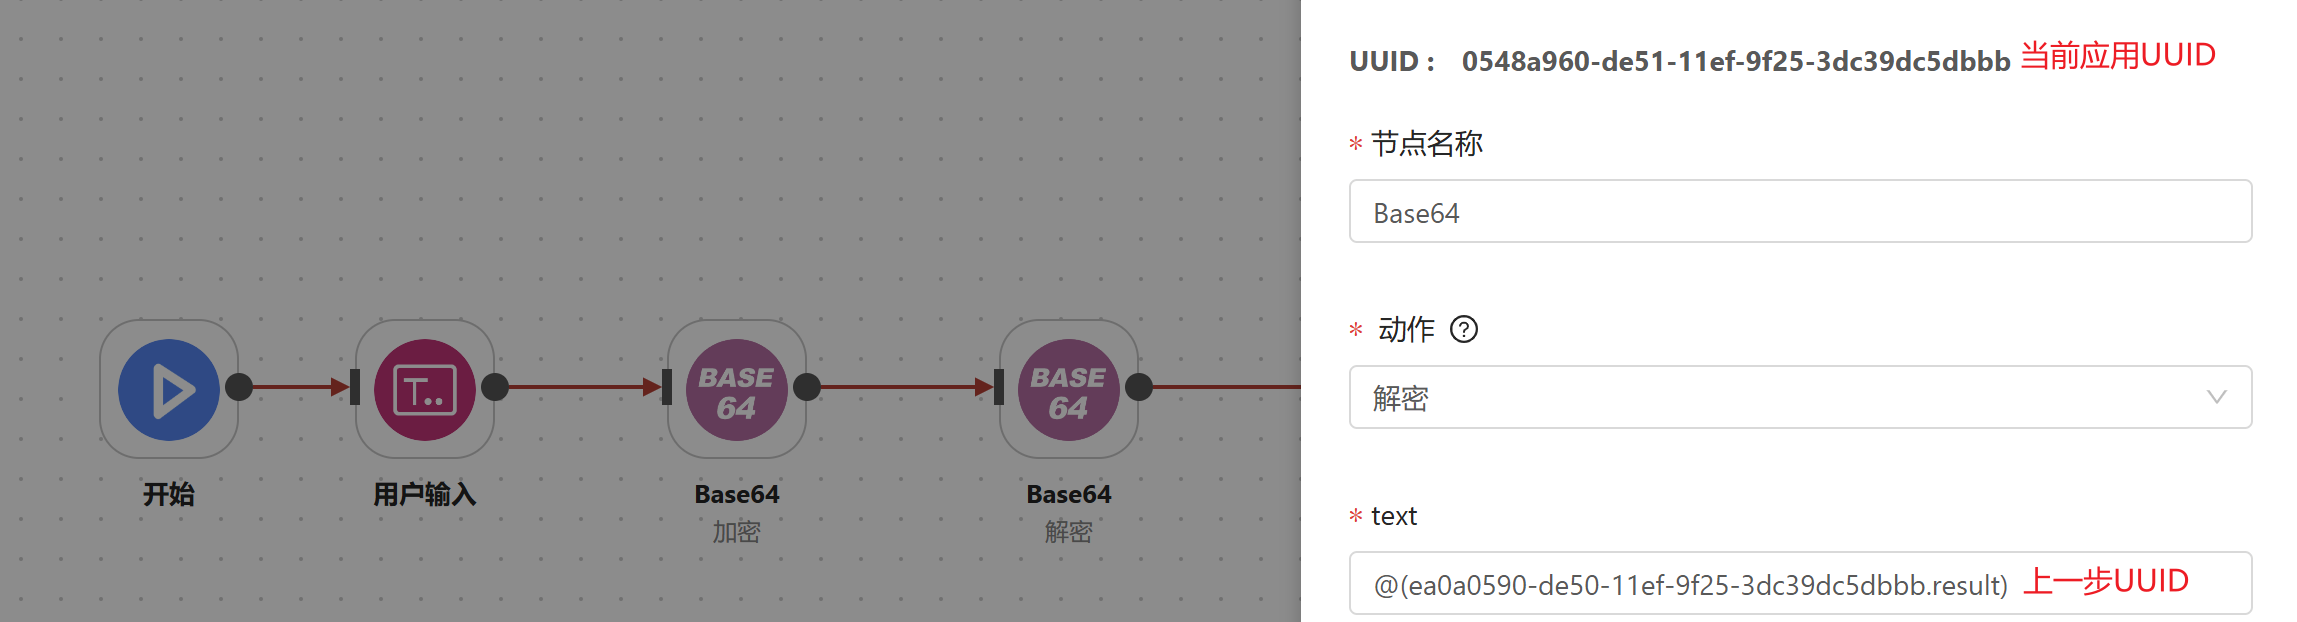 UUID： 0548a960-de51-11ef-9f25-3dc39dc5dbbb 当前应用UUID
* 节点名称
Base64
* 动作 ?
解密
* text
@(ea0a0590-de50-11ef-9f25-3dc39dc5dbbb.result) 上一步UUID
T..
BASE 64
BASE 64
开始
用户输入
Base64
加密
Base64
解密